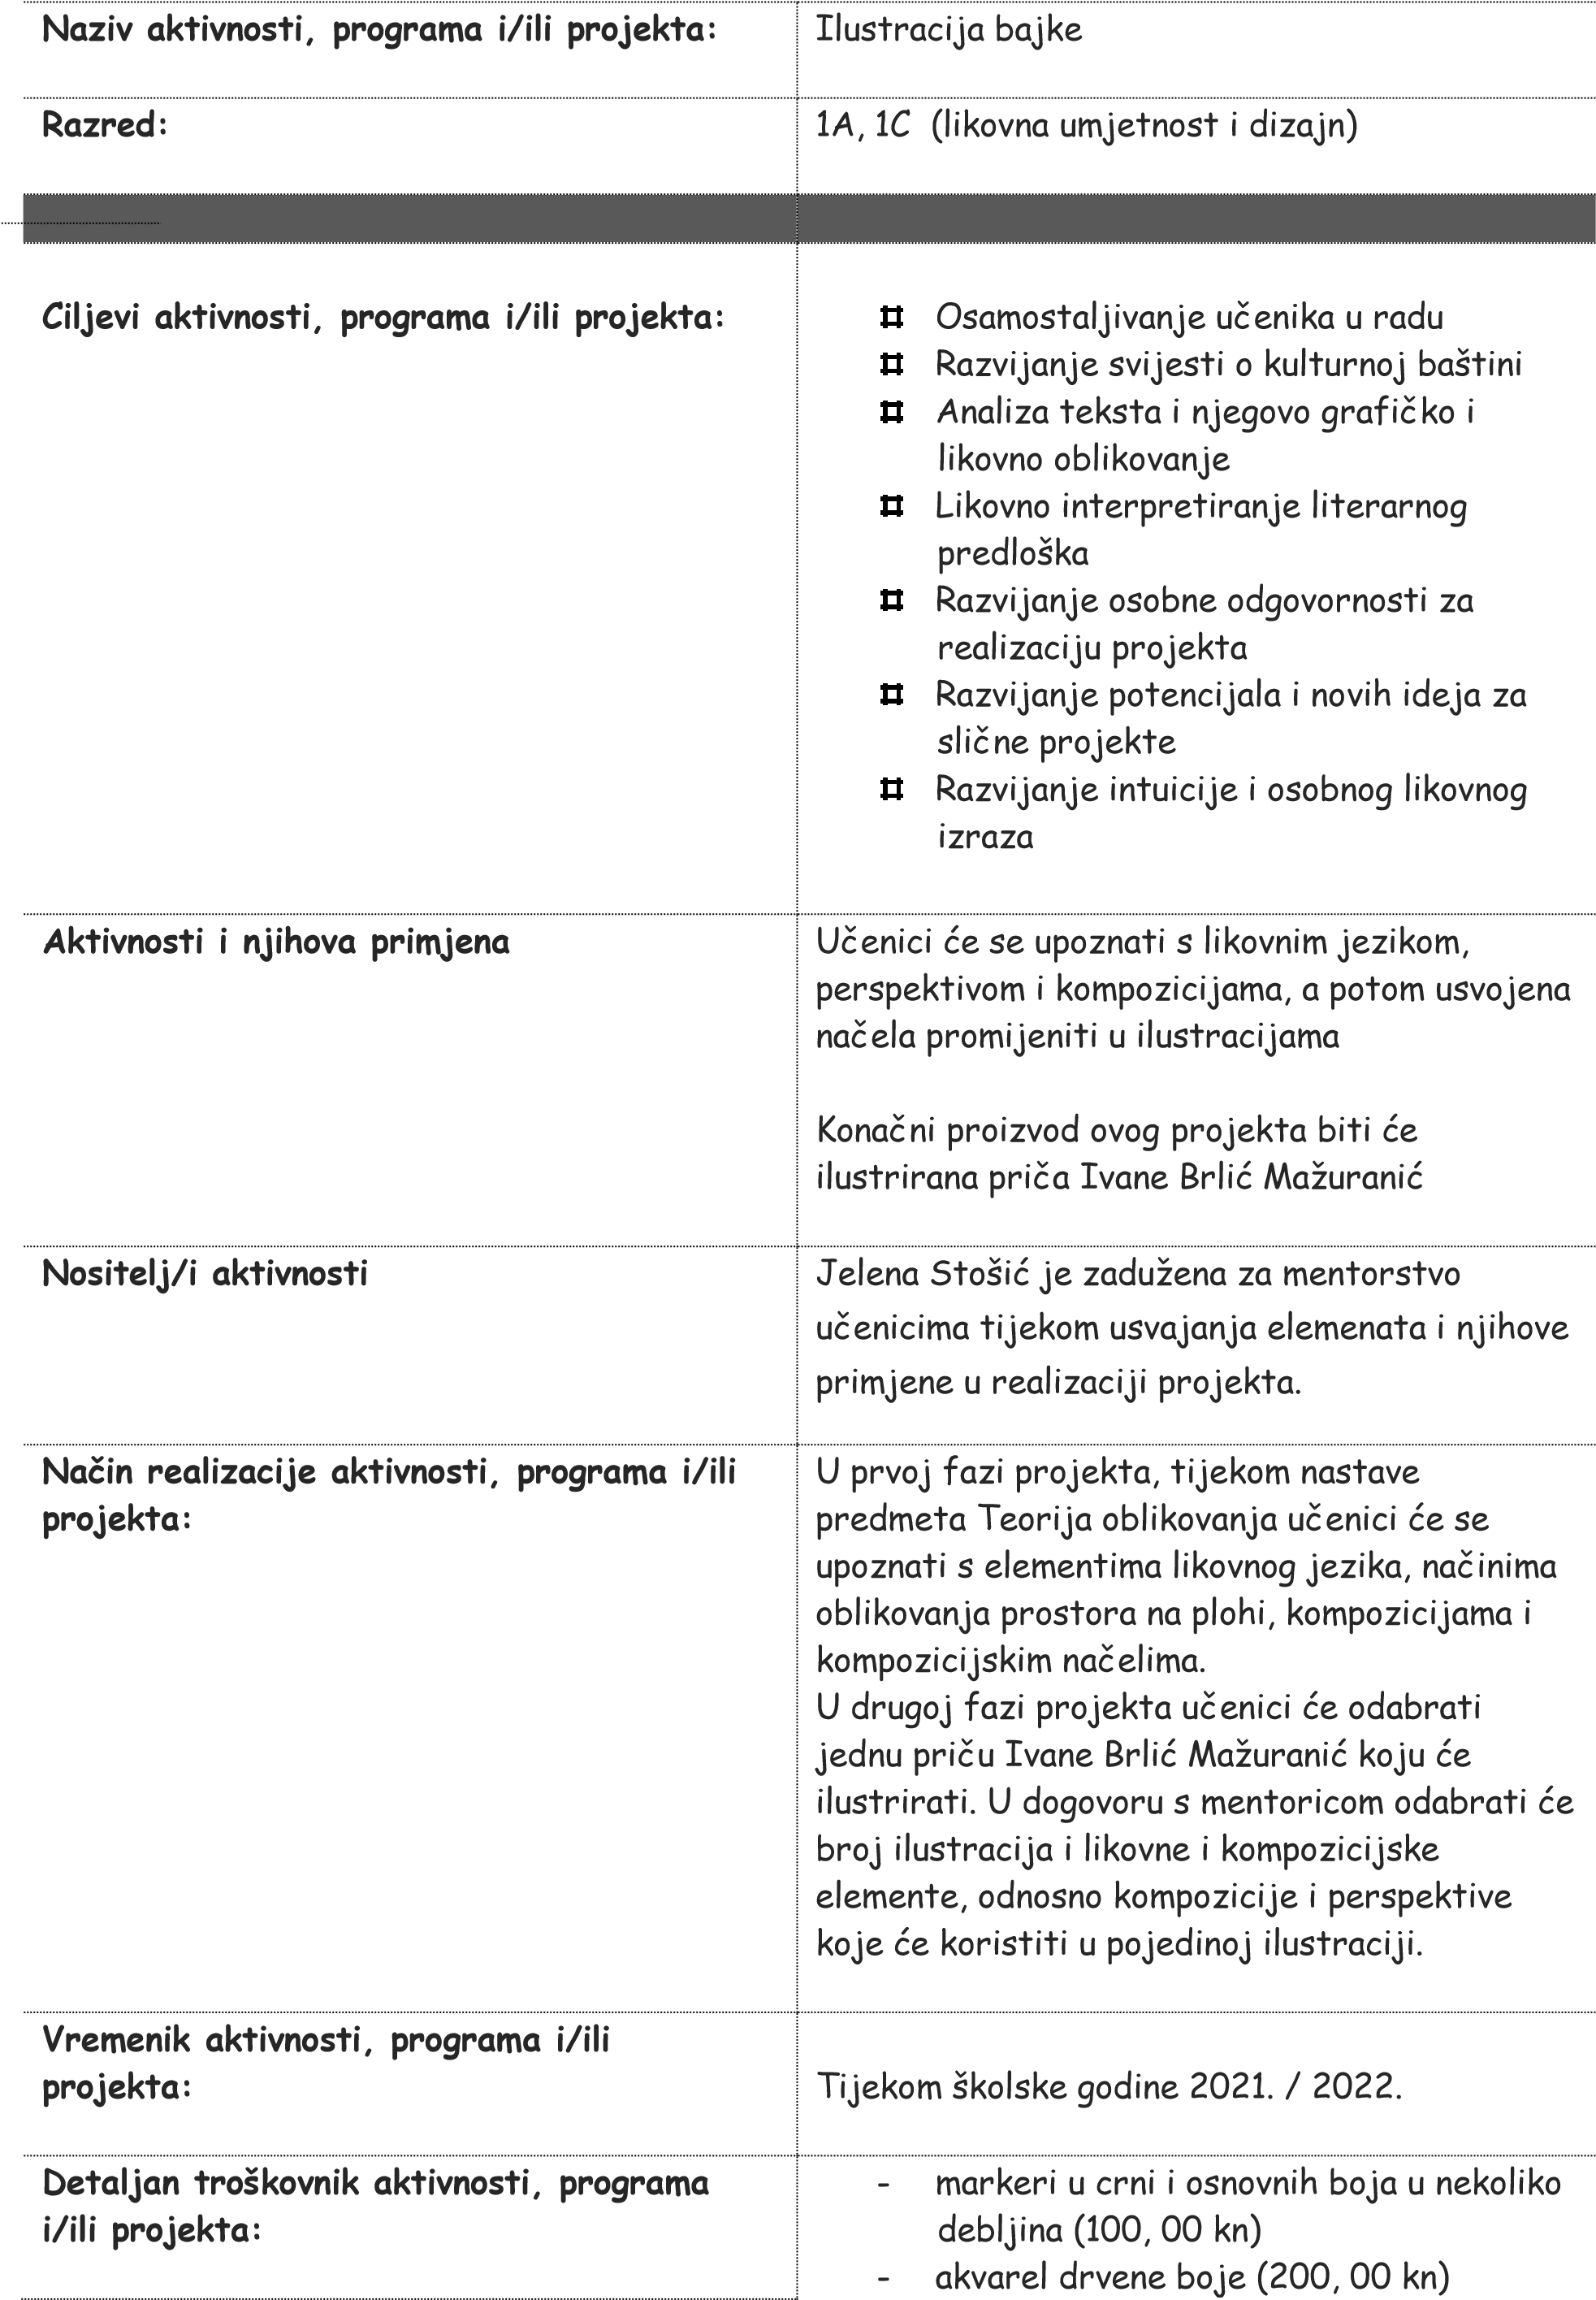 Naziv aktivnosti, programa i/ili projekta:
Ilustracija bajke
Razred:
1A, 1C (likovna umjetnost i dizajn)
Ciljevi aktivnosti, programa i/ili projekta:
Osamostaljivanje učenika u radu
Razvijanje svijesti o kulturnoj baštini
Analiza teksta i njegovo grafičko i
likovno oblikovanje
Likovno interpretiranje literarnog
predloška
Razvijanje osobne odgovornosti za
realizaciju projekta
Razvijanje potencijala i novih ideja za
slične projekte
Razvijanje intuicije i osobnog likovnog
izraza
Aktivnosti i njihova primjena
Učenici će se upoznati s likovnim jezikom,
perspektivom i kompozicijama, a potom usvojena
načela promijeniti u ilustracijama
Konačni proizvod ovog projekta biti će
ilustrirana priča Ivane Brlić Mažuranić
Nositelj/i aktivnosti
Jelena Stošić je zadužena za mentorstvo
učenicima tijekom usvajanja elemenata i njihove
primjene u realizaciji projekta.
Način realizacije aktivnosti, programa i/ili
projekta:
U prvoj fazi projekta, tijekom nastave
predmeta Teorija oblikovanja učenici će se
upoznati s elementima likovnog jezika, načinima
oblikovanja prostora na plohi, kompozicijama i
kompozicijskim načelima.
U drugoj fazi projekta učenici će odabrati
jednu priču Ivane Brlić Mažuranić koju će
ilustrirati. U dogovoru s mentoricom odabrati će
broj ilustracija i likovne i kompozicijske
elemente, odnosno kompozicije i perspektive
koje će koristiti u pojedinoj ilustraciji.
Vremenik aktivnosti, programa i/ili
projekta:
Tijekom školske godine 2021. / 2022.
Detaljan troškovnik aktivnosti, programa
i/ili projekta:
- markeri u crni i osnovnih boja u nekoliko
debljina (100, 00 kn)
- akvarel drvene boje (200, 00 kn)